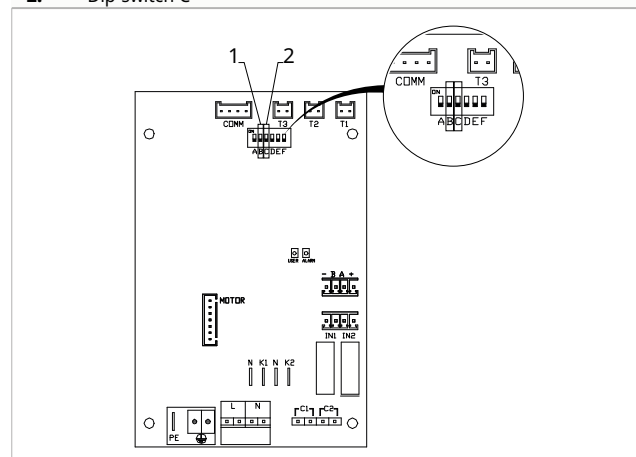 2. Dip-switch C
1 2
COMM T3
ON
ABCDEF
COMM T3 T2 T1
ON
ABCDEF
USER ALARM
- B A +
MOTOR
IN1 IN2
N K1 N K2
L N
C1 C2
PE